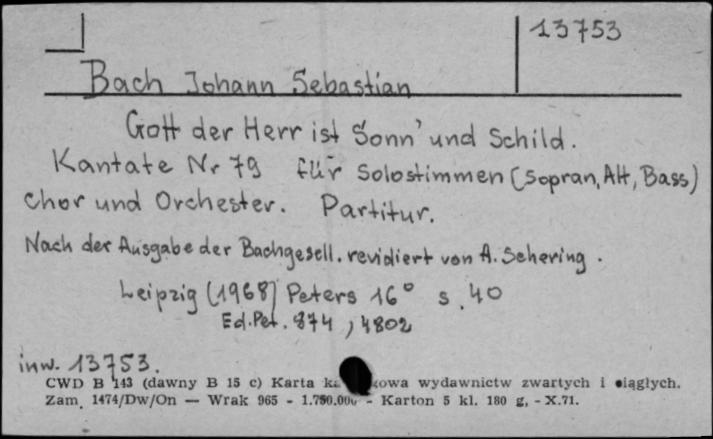 13753
Bach Johann Sebastian
Gott der Herr ist Sonn' und Schild.
Kantate Nr 79 für Solostimmen (Sopran, Alt, Bass)
Chor und Orchester. Partitur.
Nach der Ausgabe der Bachgesell. revidiert von A. Schering.
Leipzig (1968) Peters 16° s. 40
Ed. Pet. 874, 4802
inw. 13753.
CWD B 143 (dawny B 15 c) Karta wydawnictw zwartych i ciągłych.
Zam. 1474/Dw/On — Wrak 965 - 1.750.000 - Karton 5 kl. 180 g, - X.71.